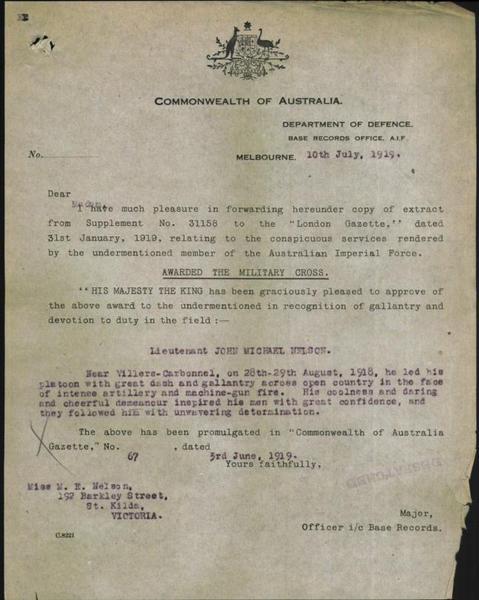 COMMONWEALTH OF AUSTRALIA.
DEPARTMENT OF DEFENCE.
BASE RECORDS OFFICE, A.I.F.
No.
MELBOURNE, 10th July, 1919.
Dear
Madam,
I have much pleasure in forwarding hereunder copy of extract
from Supplement No. 31158 to the "London Gazette," dated
31st January, 1919, relating to the conspicuous services rendered
by the undermentioned member of the Australian Imperial Force.
AWARDED THE MILITARY CROSS.
"HIS MAJESTY THE KING has been graciously pleased to approve of
the above award to the undermentioned in recognition of gallantry and
devotion to duty in the field :—
Lieutenant JOHN MICHAEL NELSON.
Near Villers-Carbonnel, on 28th-29th August, 1918, he led his
platoon with great dash and gallantry across open country in the face
of intense artillery and machine-gun fire. His coolness and daring
and cheerful demeanour inspired his men with great confidence, and
they followed him with unwavering determination.
The above has been promulgated in "Commonwealth of Australia
Gazette," No. , dated
67 3rd June, 1919.
Yours faithfully,
Miss M. E. Nelson,
192 Barkley Street,
St. Kilda,
VICTORIA.
Major,
Officer i/c Base Records.
C.8221
DESPATCHED